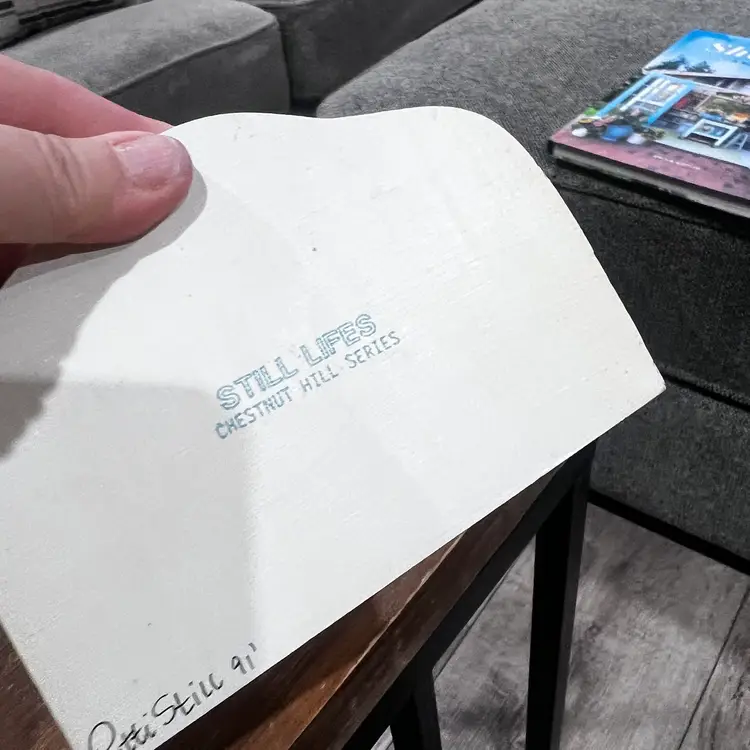 STILL LIFES
CHESTNUT HILL SERIES
Still 91'